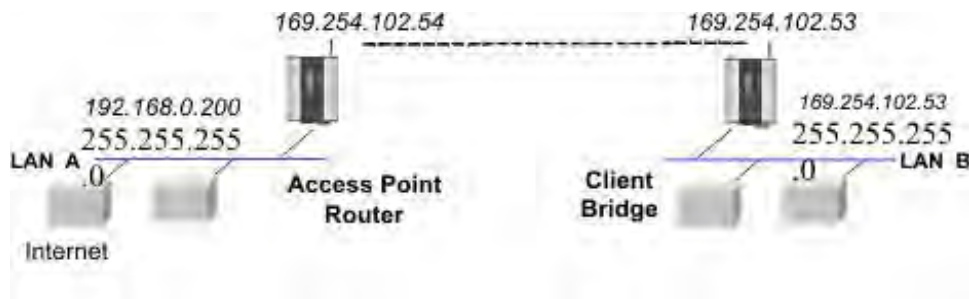 169.254.102.54
169.254.102.53
192.168.0.200
255.255.255
.0
LAN A
Access Point
Router
Internet
169.254.102.53
255.255.255
.0
LAN B
Client
Bridge